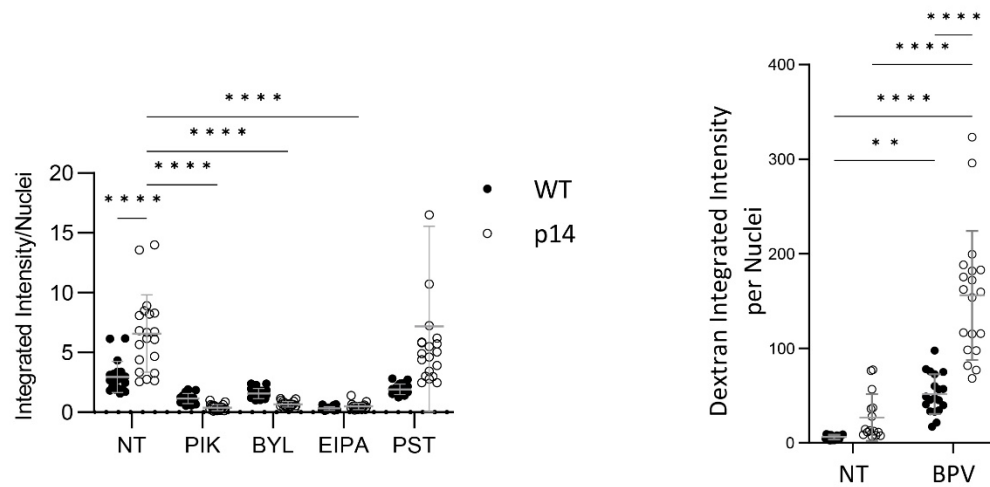 * * * *
* * * *
* * * *
* * * *
Integrated Intensity/Nuclei
20
15
10
5
0
NT PIK BYL EIPA PST
● WT
○ p14
* * * *
* * * *
* * * *
* *
Dextran Integrated Intensity
per Nuclei
400
300
200
100
0
NT BPV